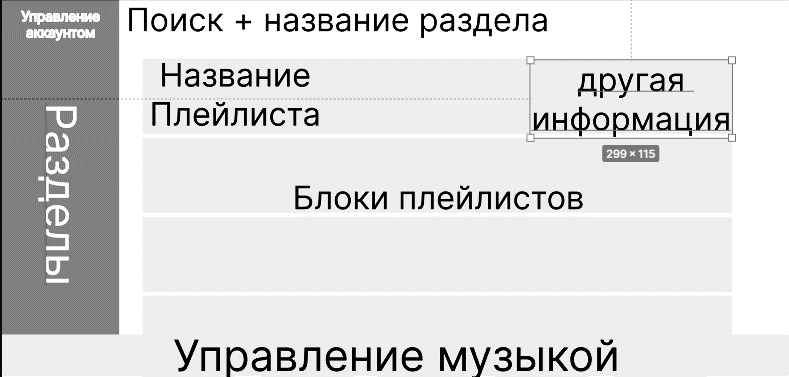 Управление
аккаунтом
Поиск + название раздела
Название
Плейлиста
другая
информация
299 × 115
Разделы
Блоки плейлистов
Управление музыкой